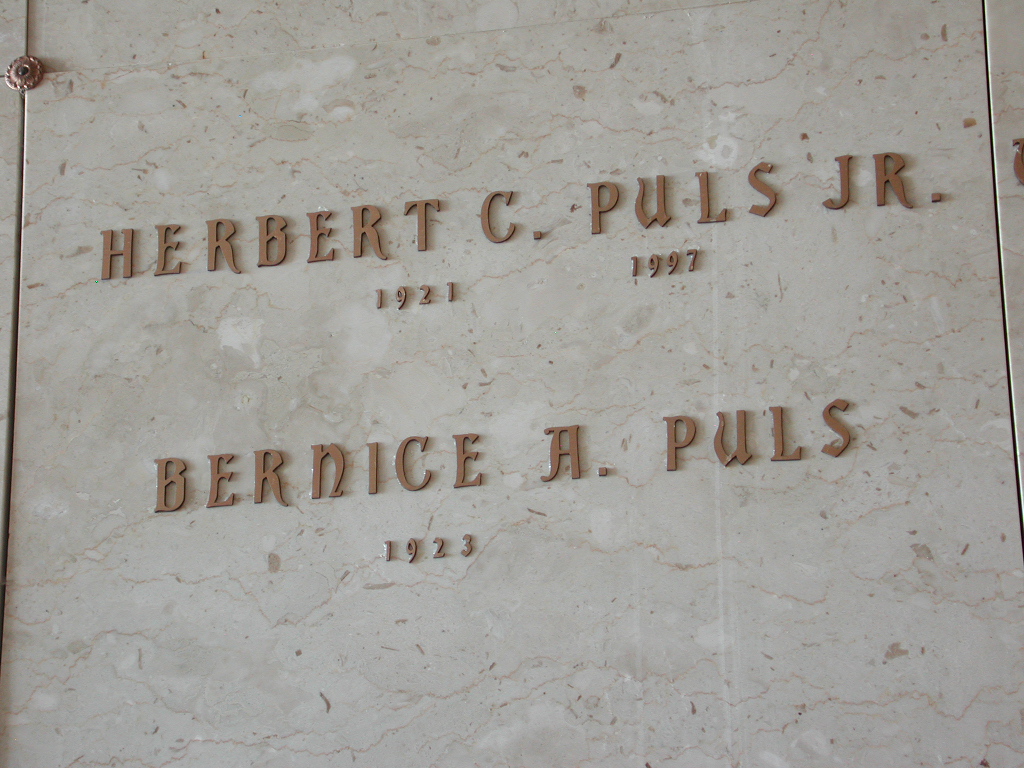 HERBERT C. PULS JR.
1921 1997
BERNICE A. PULS
1923